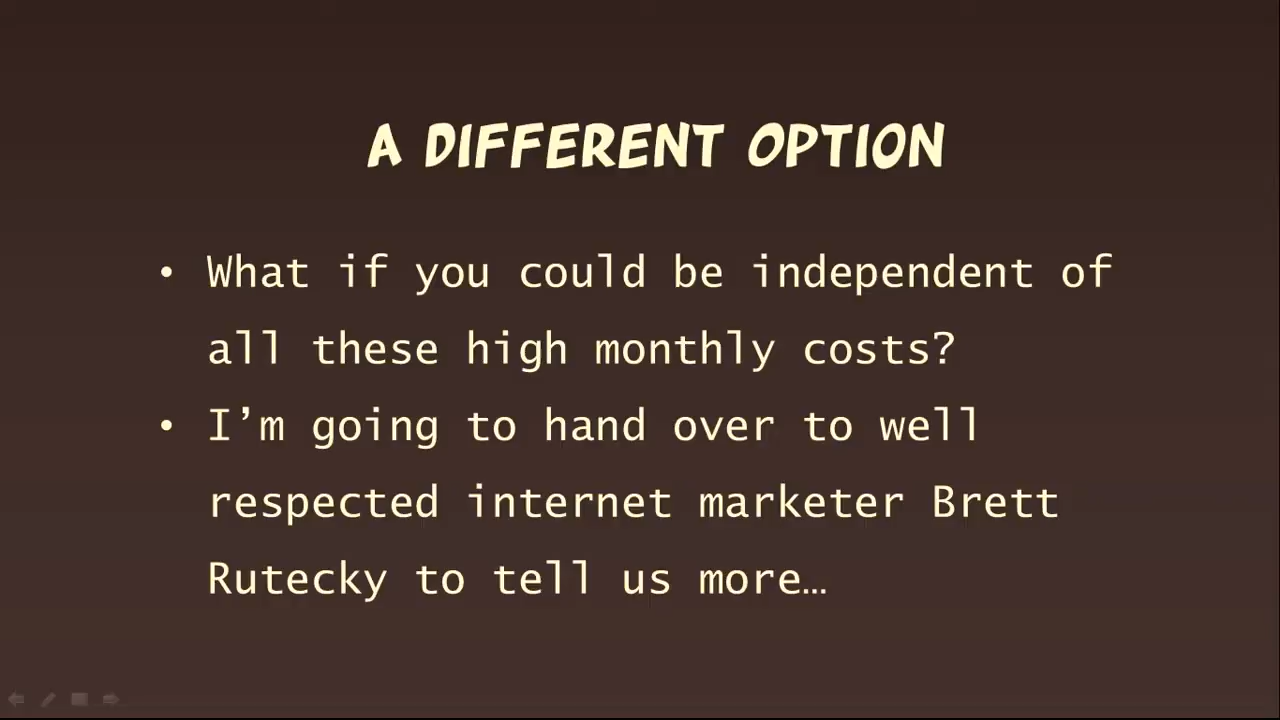 A DIFFERENT OPTION
• What if you could be independent of
all these high monthly costs?
• I’m going to hand over to well
respected internet marketer Brett
Rutecky to tell us more…